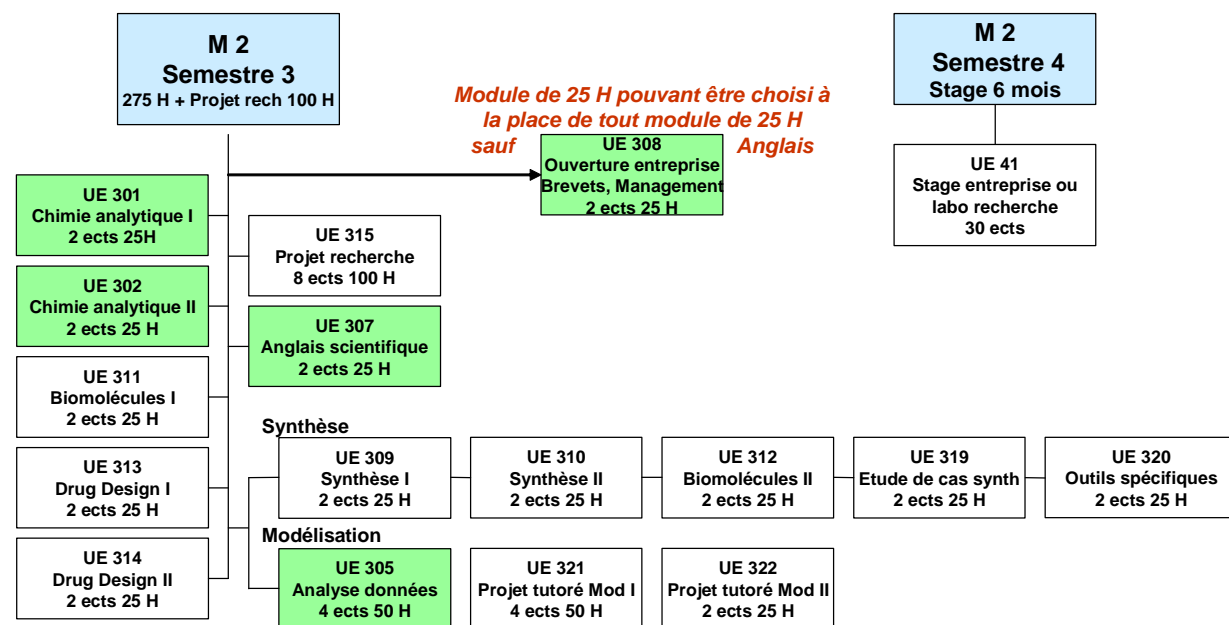 M 2
Semestre 3
275 H + Projet rech 100 H
M 2
Semestre 4
Stage 6 mois
Module de 25 H pouvant être choisi à
la place de tout module de 25 H
sauf Anglais
UE 308
Ouverture entreprise
Brevets, Management
2 ects 25 H
UE 41
Stage entreprise ou
labo recherche
30 ects
UE 301
Chimie analytique I
2 ects 25H
UE 315
Projet recherche
8 ects 100 H
UE 302
Chimie analytique II
2 ects 25 H
UE 307
Anglais scientifique
2 ects 25 H
UE 311
Biomolécules I
2 ects 25 H
UE 313
Drug Design I
2 ects 25 H
UE 314
Drug Design II
2 ects 25 H
Synthèse
UE 309
Synthèse I
2 ects 25 H
UE 310
Synthèse II
2 ects 25 H
UE 312
Biomolécules II
2 ects 25 H
UE 319
Etude de cas synth
2 ects 25 H
UE 320
Outils spécifiques
2 ects 25 H
Modélisation
UE 305
Analyse données
4 ects 50 H
UE 321
Projet tutoré Mod I
4 ects 50 H
UE 322
Projet tutoré Mod II
2 ects 25 H